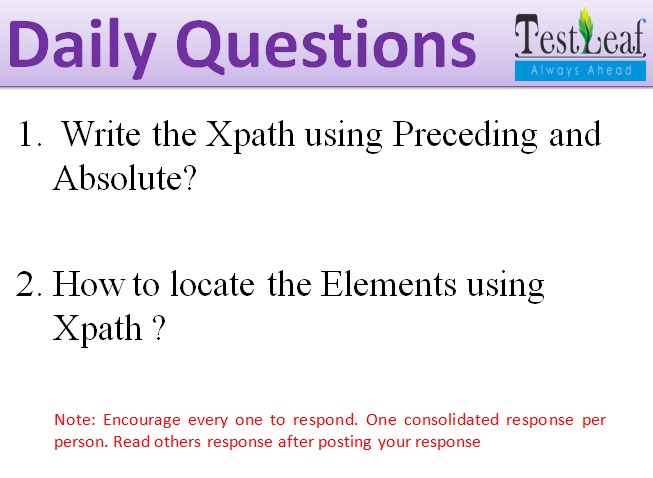 Daily Questions
TestLeaf
Always Ahead
1. Write the Xpath using Preceding and
Absolute?
2. How to locate the Elements using
Xpath ?
Note: Encourage every one to respond. One consolidated response per
person. Read others response after posting your response